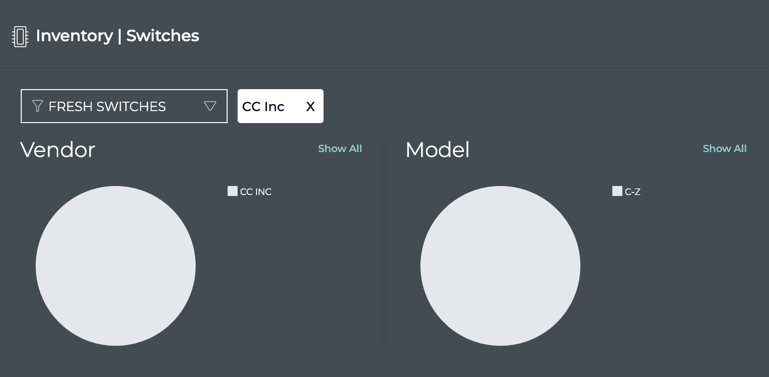 Inventory | Switches
FRESH SWITCHES
CC Inc X
Vendor
Show All
CC INC
Model
Show All
C-Z